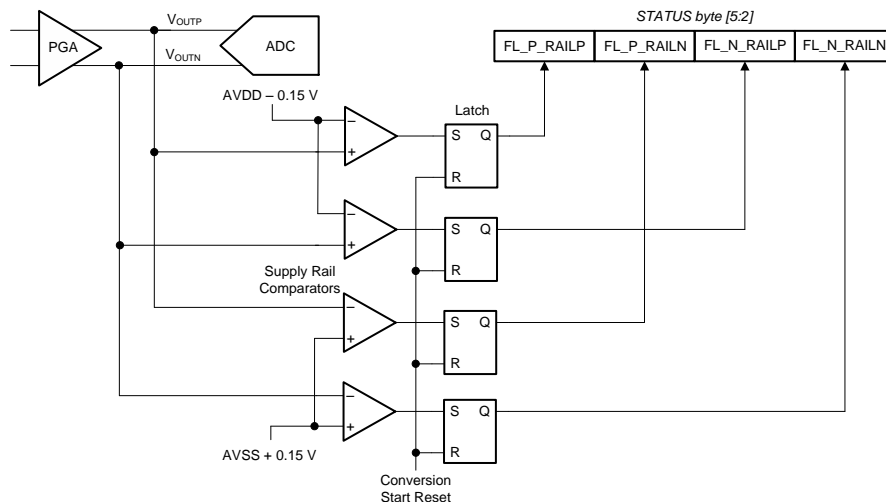 STATUS byte [5:2]
PGA
VOUTP
VOUTN
ADC
FL_P_RAILP
FL_P_RAILN
FL_N_RAILP
FL_N_RAILN
AVDD – 0.15 V
Latch
–
+
S Q
R
–
+
S Q
R
Supply Rail
Comparators
–
+
S Q
R
–
+
S Q
R
AVSS + 0.15 V
Conversion
Start Reset